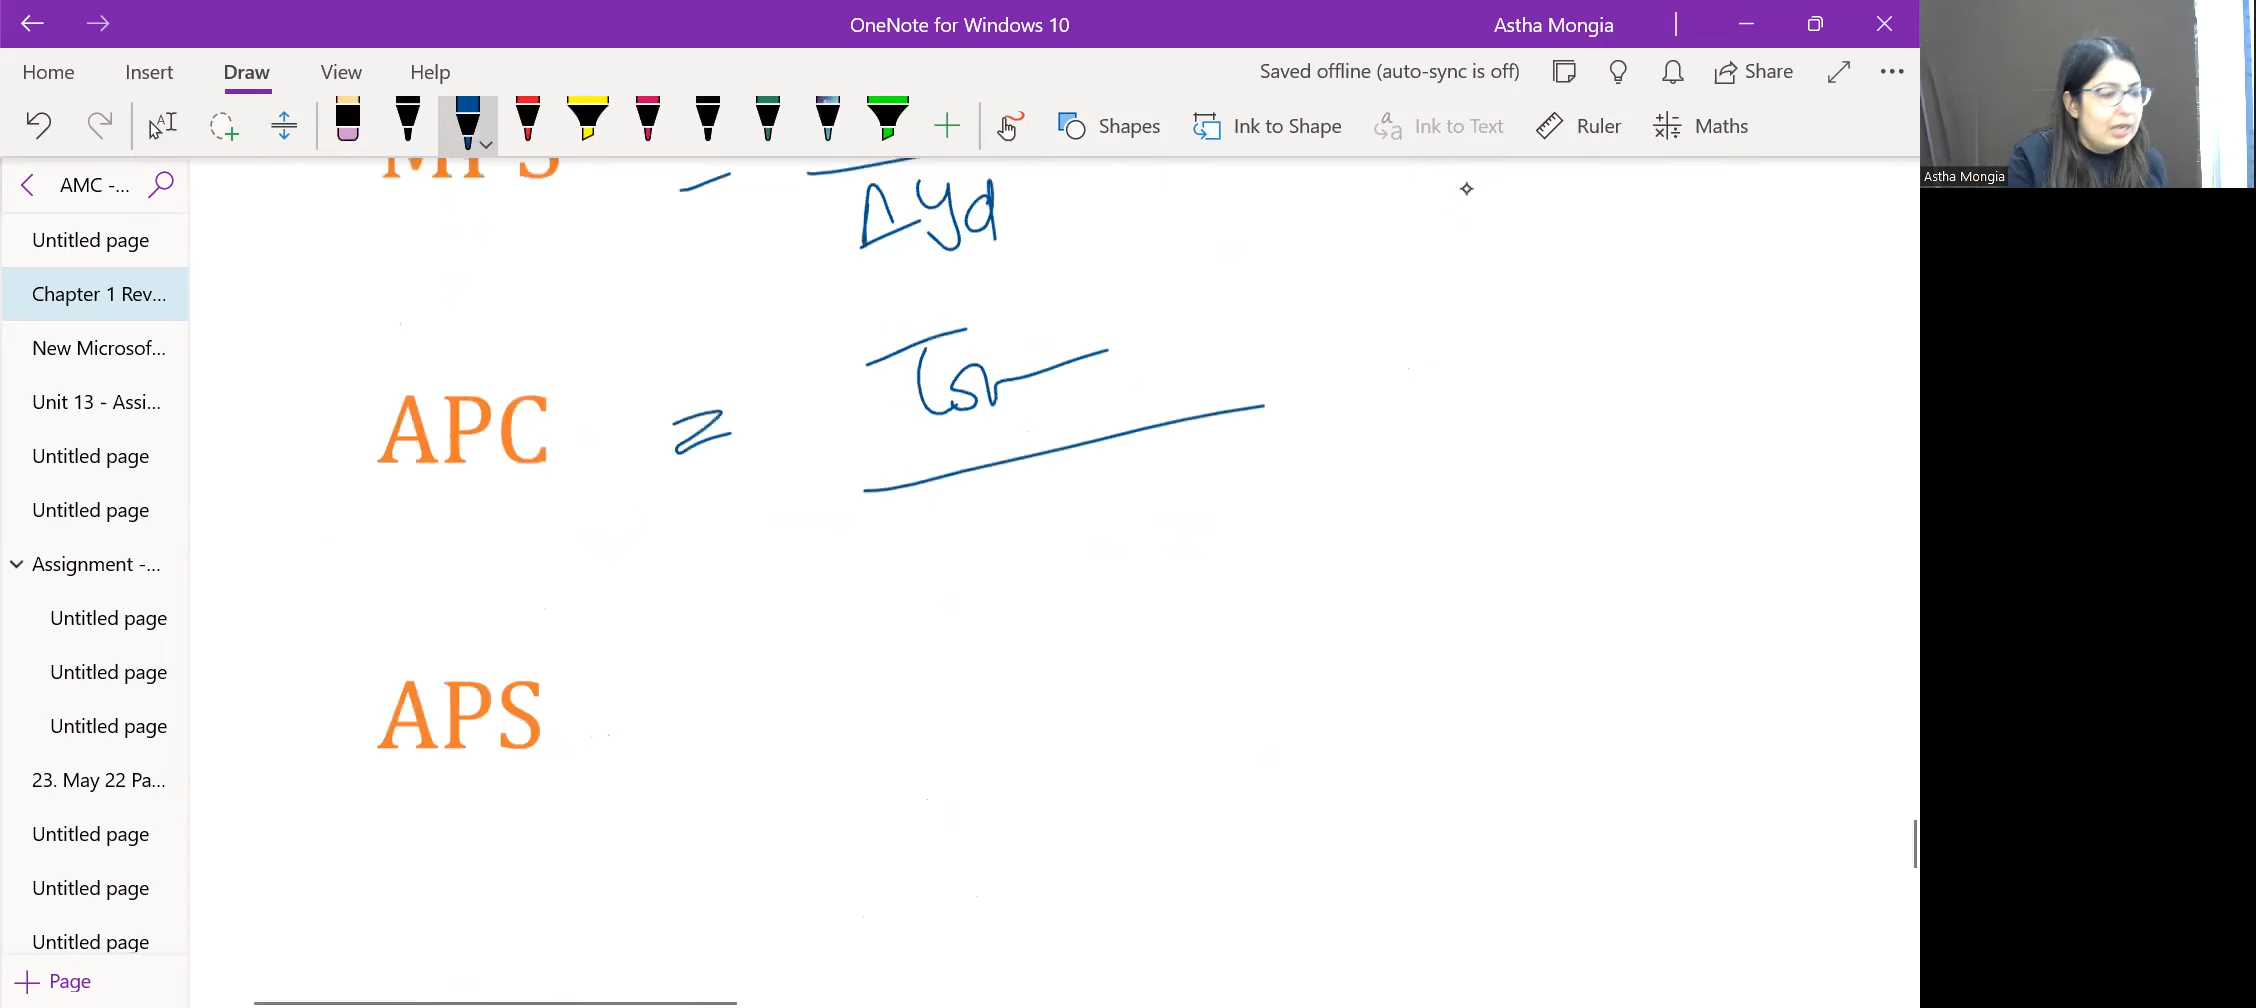 OneNote for Windows 10
Astha Mongia
Home Insert Draw View Help
Saved offline (auto-sync is off)
Share
Shapes
Ink to Shape
Ink to Text
Ruler
Maths
Astha Mongia
AMC -...
Untitled page
Chapter 1 Rev...
New Microsof...
Unit 13 - Assi...
Untitled page
Untitled page
Assignment -...
Untitled page
Untitled page
Untitled page
23. May 22 Pa...
Untitled page
Untitled page
Untitled page
Page
MPS =
Δyd
APC =
APS